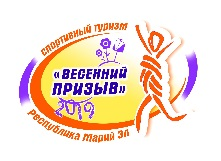 спортивный туризм
«ВЕСЕННИЙ
ПРИЗЫВ»
2019
Республика Марий Эл